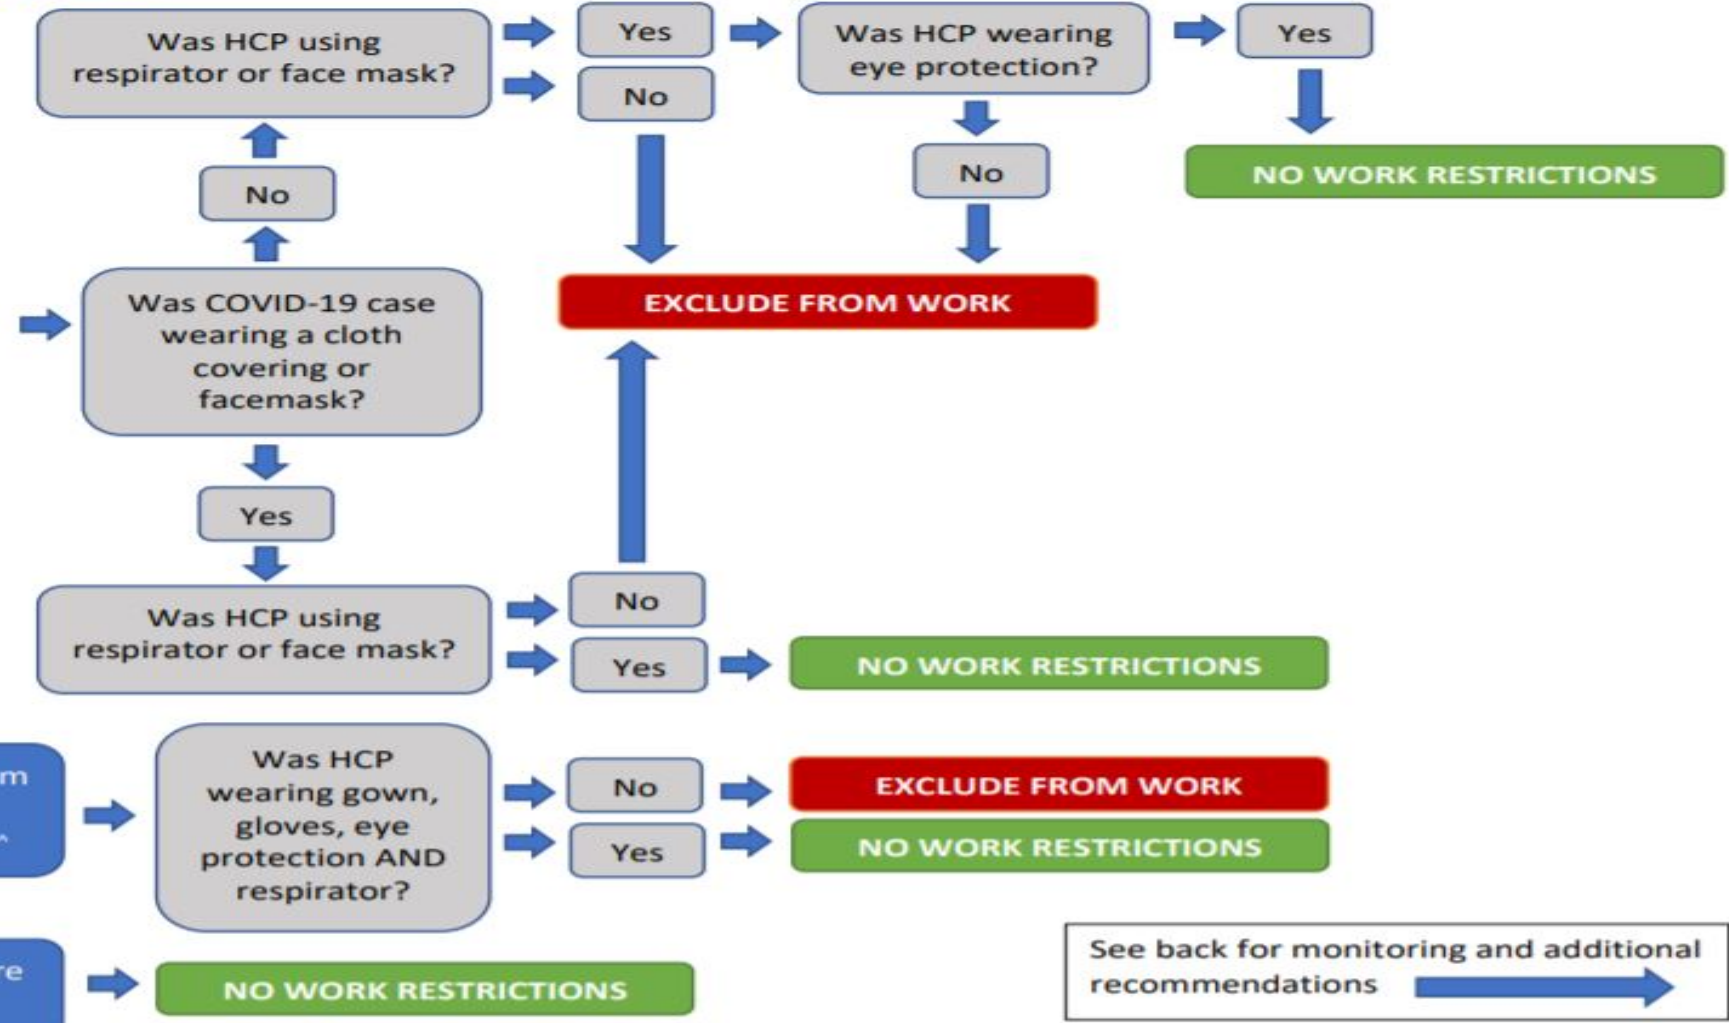 Was HCP using
respirator or face mask?
Yes
No
Was HCP wearing
eye protection?
Yes
No
NO WORK RESTRICTIONS
No
EXCLUDE FROM WORK
Was COVID-19 case
wearing a cloth
covering or
facemask?
Yes
Was HCP using
respirator or face mask?
No
Yes
NO WORK RESTRICTIONS
Was HCP
wearing gown,
gloves, eye
protection AND
respirator?
No
EXCLUDE FROM WORK
Yes
NO WORK RESTRICTIONS
NO WORK RESTRICTIONS
See back for monitoring and additional
recommendations